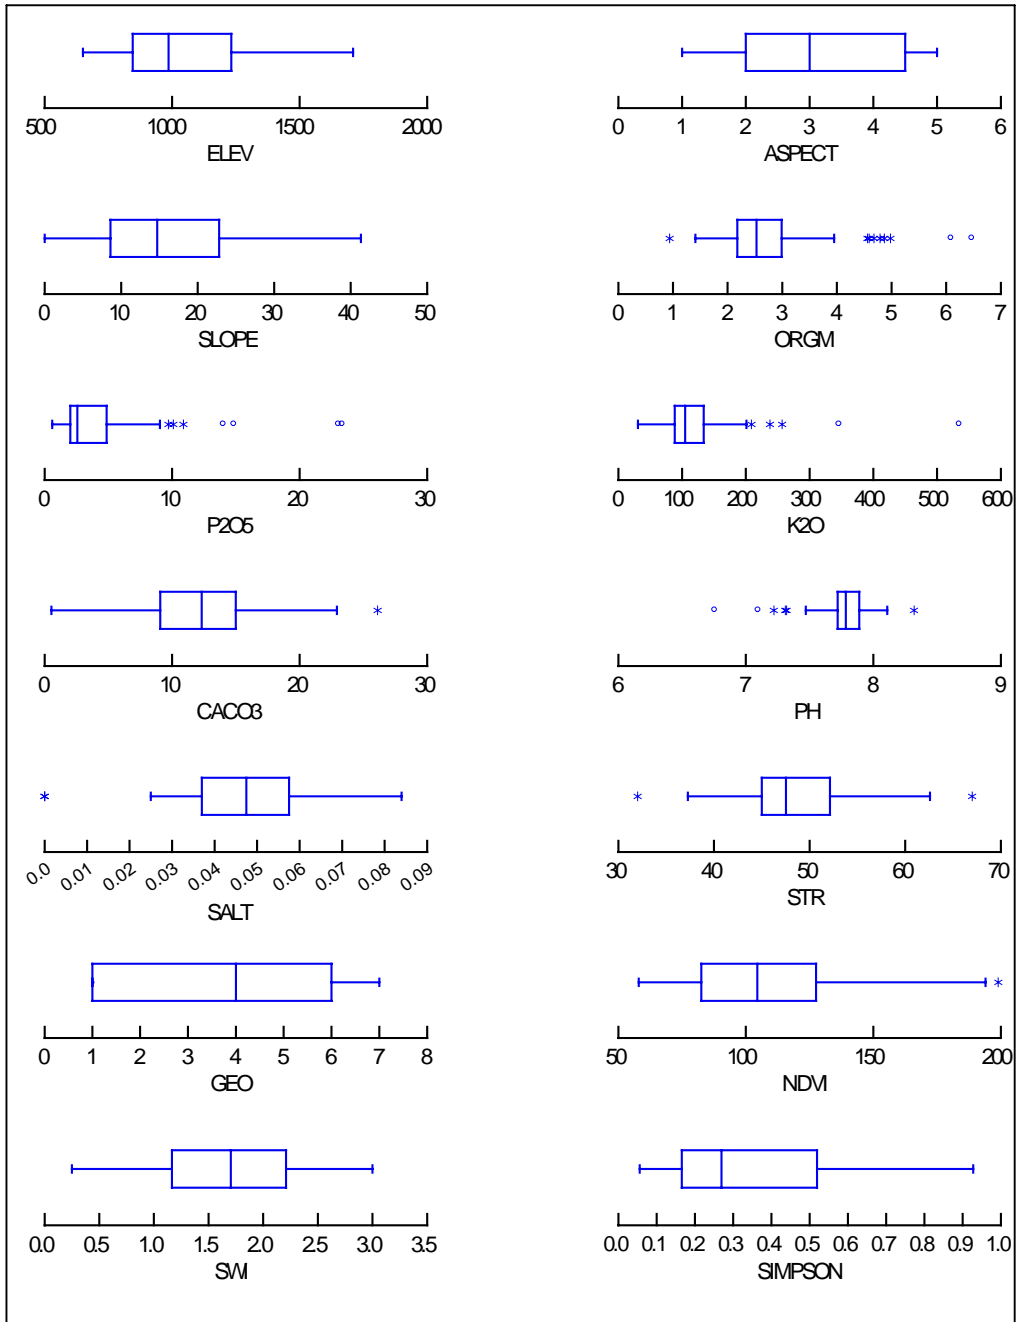 500 1000 1500 2000
ELEV
0 1 2 3 4 5 6
ASPECT
0 10 20 30 40 50
SLOPE
0 1 2 3 4 5 6 7
ORGM
0 10 20 30
P2O5
0 100 200 300 400 500 600
K2O
0 10 20 30
CACO3
6 7 8 9
PH
0.0 0.01 0.02 0.03 0.04 0.05 0.06 0.07 0.08 0.09
SALT
30 40 50 60 70
STR
0 1 2 3 4 5 6 7 8
GEO
50 100 150 200
NDVI
0.0 0.5 1.0 1.5 2.0 2.5 3.0 3.5
SWI
0.0 0.1 0.2 0.3 0.4 0.5 0.6 0.7 0.8 0.9 1.0
SIMPSON